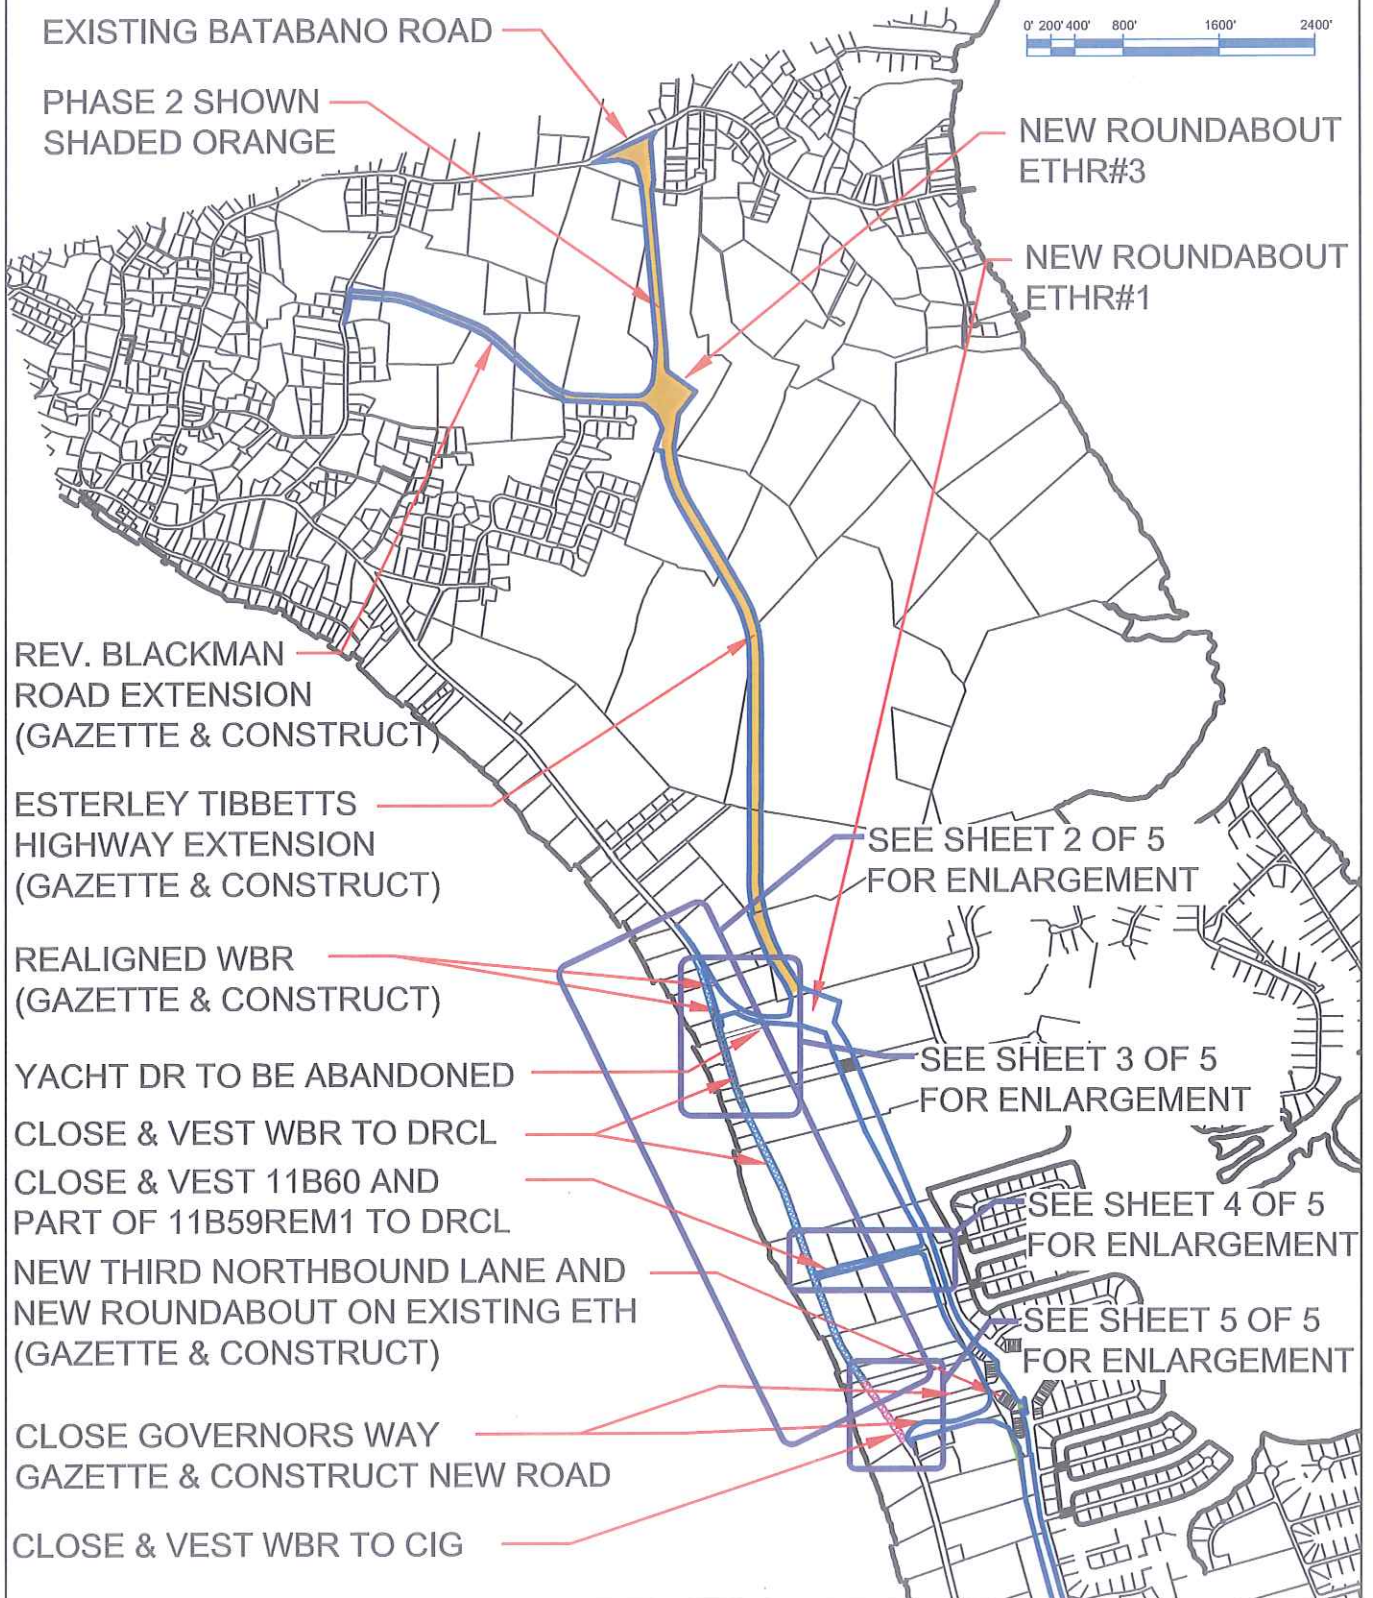 EXISTING BATABANO ROAD
0' 200' 400' 800' 1600' 2400'
PHASE 2 SHOWN
SHADED ORANGE
NEW ROUNDABOUT
ETHR#3
NEW ROUNDABOUT
ETHR#1
REV. BLACKMAN
ROAD EXTENSION
(GAZETTE & CONSTRUCT)
ESTERLEY TIBBETTS
HIGHWAY EXTENSION
(GAZETTE & CONSTRUCT)
SEE SHEET 2 OF 5
FOR ENLARGEMENT
REALIGNED WBR
(GAZETTE & CONSTRUCT)
SEE SHEET 3 OF 5
FOR ENLARGEMENT
YACHT DR TO BE ABANDONED
CLOSE & VEST WBR TO DRCL
CLOSE & VEST 11B60 AND
PART OF 11B59REM1 TO DRCL
SEE SHEET 4 OF 5
FOR ENLARGEMENT
NEW THIRD NORTHBOUND LANE AND
NEW ROUNDABOUT ON EXISTING ETH
(GAZETTE & CONSTRUCT)
SEE SHEET 5 OF 5
FOR ENLARGEMENT
CLOSE GOVERNORS WAY
GAZETTE & CONSTRUCT NEW ROAD
CLOSE & VEST WBR TO CIG